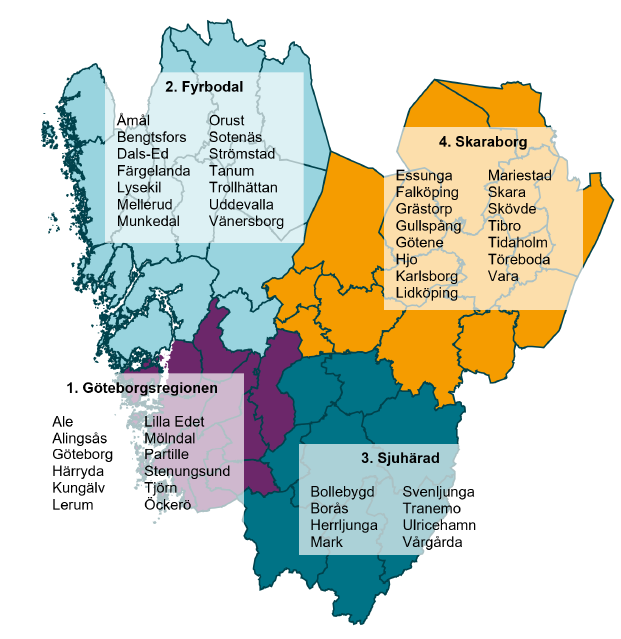 2. Fyrbodal
Åmål
Bengtsfors
Dals-Ed
Färgelanda
Lysekil
Mellerud
Munkedal
Orust
Sotenäs
Strömstad
Tanum
Trollhättan
Uddevalla
Vänersborg
4. Skaraborg
Essunga
Falköping
Grästorp
Gullspång
Götene
Hjo
Karlsborg
Lidköping
Mariestad
Skara
Skövde
Tibro
Tidaholm
Töreboda
Vara
1. Göteborgsregionen
Ale
Alingsås
Göteborg
Härryda
Kungälv
Lerum
Lilla Edet
Mölndal
Partille
Stenungsund
Tjörn
Öckerö
3. Sjuhärad
Bollebygd
Borås
Herrljunga
Mark
Svenljunga
Tranemo
Ulricehamn
Vårgårda